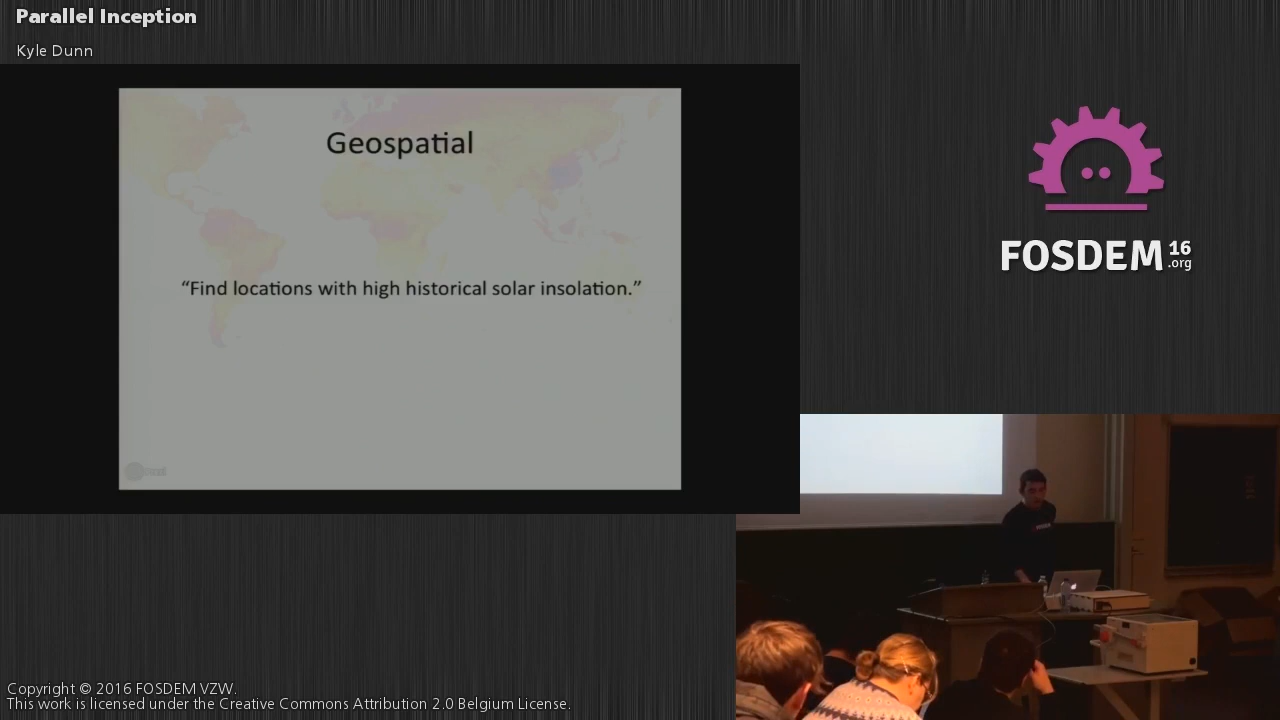 Parallel Inception
Kyle Dunn
Geospatial
“Find locations with high historical solar insolation.”
FOSDEM 16 .org
Copyright © 2016 FOSDEM VZW.
This work is licensed under the Creative Commons Attribution 2.0 Belgium License.